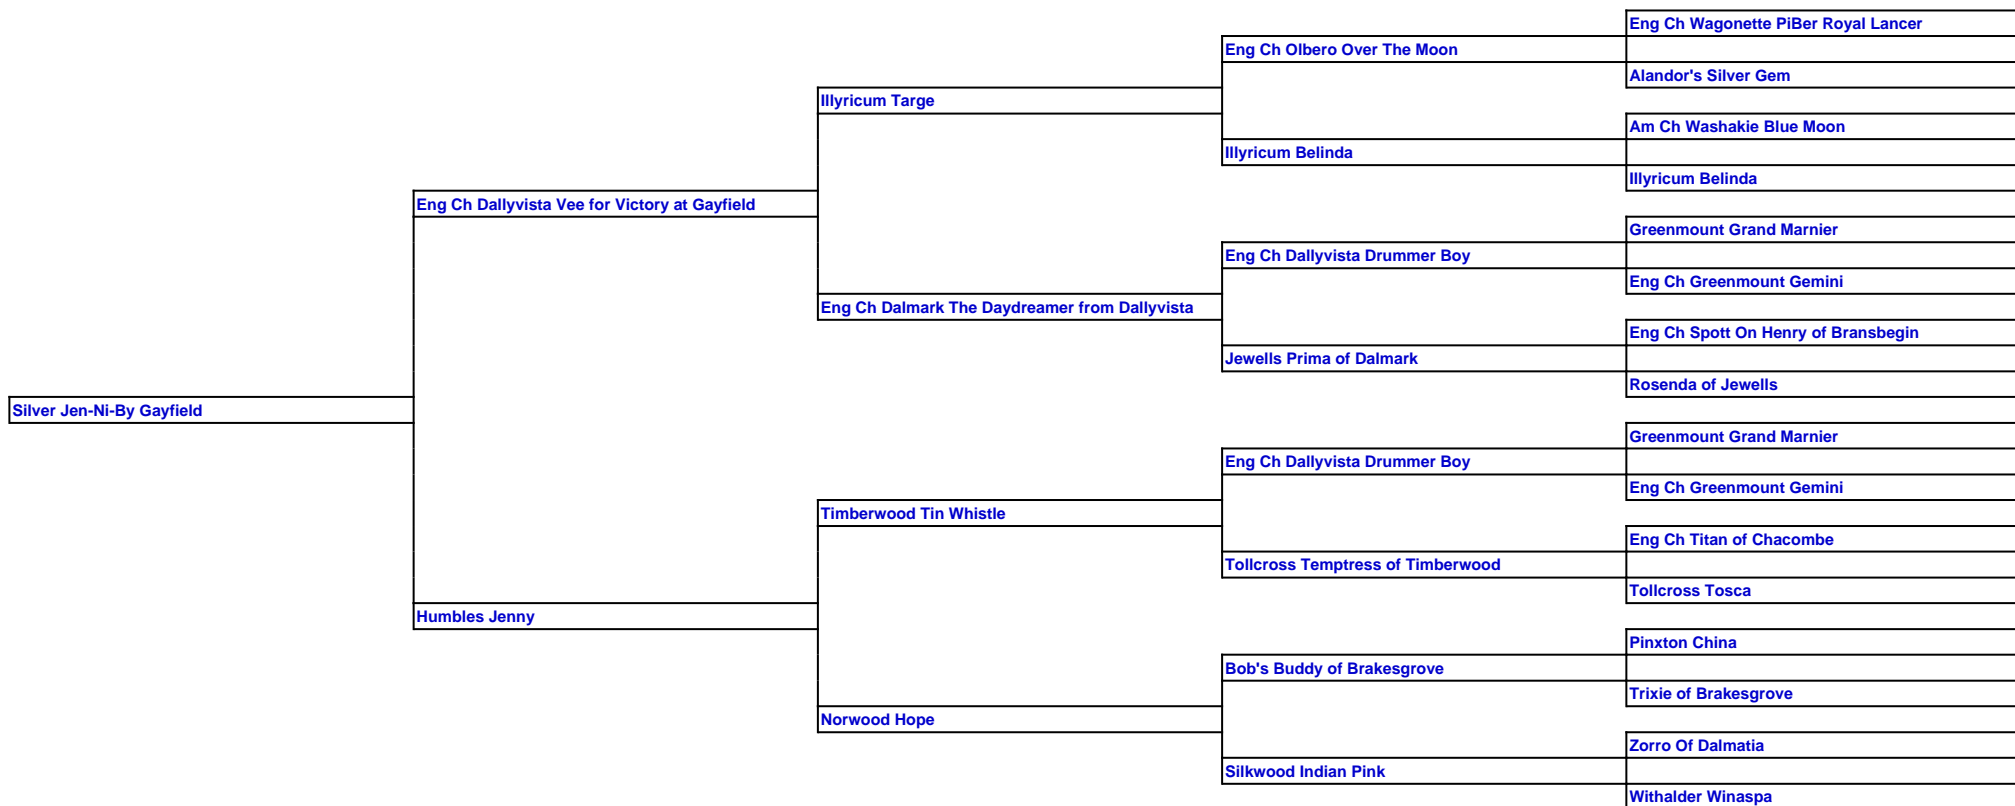 Eng Ch Wagonette PiBer Royal Lancer
Eng Ch Olbero Over The Moon
Alandor's Silver Gem
Illyricum Targe
Am Ch Washakie Blue Moon
Illyricum Belinda
Illyricum Belinda
Eng Ch Dallyvista Vee for Victory at Gayfield
Greenmount Grand Marnier
Eng Ch Dallyvista Drummer Boy
Eng Ch Greenmount Gemini
Eng Ch Dalmark The Daydreamer from Dallyvista
Eng Ch Spott On Henry of Bransbegin
Jewells Prima of Dalmark
Rosenda of Jewells
Silver Jen-Ni-By Gayfield
Greenmount Grand Marnier
Eng Ch Dallyvista Drummer Boy
Eng Ch Greenmount Gemini
Timberwood Tin Whistle
Eng Ch Titan of Chacombe
Tollcross Temptress of Timberwood
Tollcross Tosca
Humbles Jenny
Pinxton China
Bob's Buddy of Brakesgrove
Trixie of Brakesgrove
Norwood Hope
Zorro Of Dalmatia
Silkwood Indian Pink
Withalder Winaspa